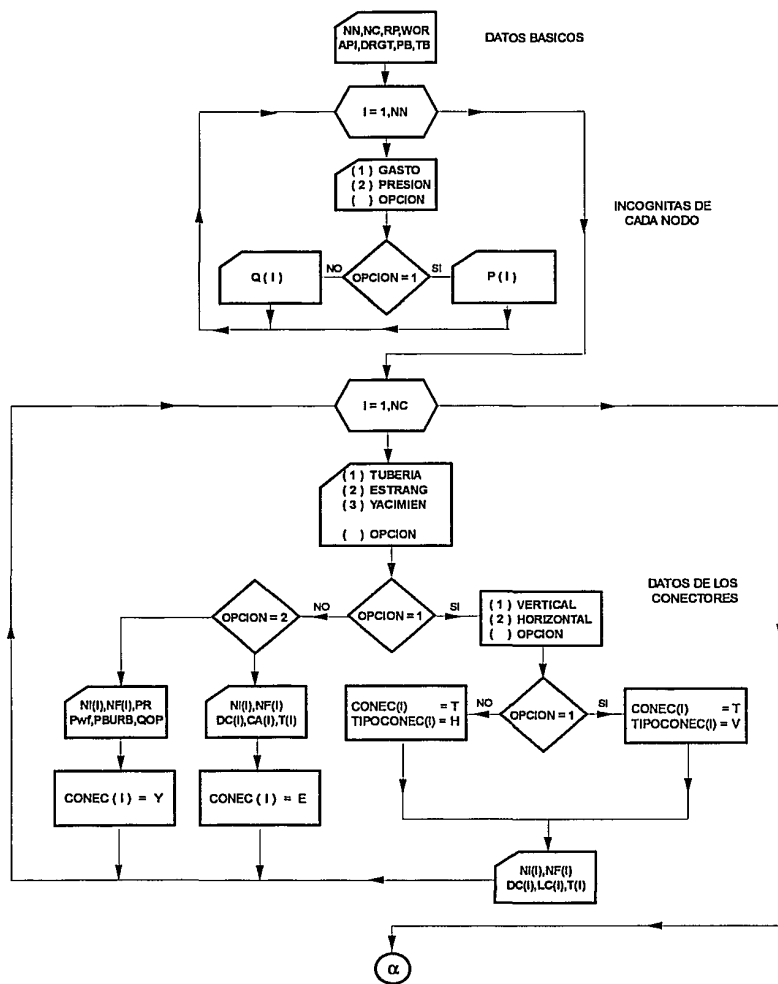 NN,NC,RP,WOR
API,DRGT,PB,TB
DATOS BASICOS
I = 1,NN
( 1 ) GASTO
( 2 ) PRESION
( ) OPCION
INCOGNITAS DE
CADA NODO
Q ( I )
NO
OPCION = 1
SI
P ( I )
I = 1,NC
( 1 ) TUBERIA
( 2 ) ESTRANG
( 3 ) YACIMIEN
( ) OPCION
DATOS DE LOS
CONECTORES
OPCION = 2
NO
OPCION = 1
SI
( 1 ) VERTICAL
( 2 ) HORIZONTAL
( ) OPCION
NI(I),NF(I),PR
Pwf,PBURB,QOP
NI(I),NF(I)
DC(I),CA(I),T(I)
CONEC(I) = T
TIPOCONEC(I) = H
NO
OPCION = 1
SI
CONEC(I) = T
TIPOCONEC(I) = V
CONEC ( I ) = Y
CONEC ( I ) = E
NI(I),NF(I)
DC(I),LC(I),T(I)
α